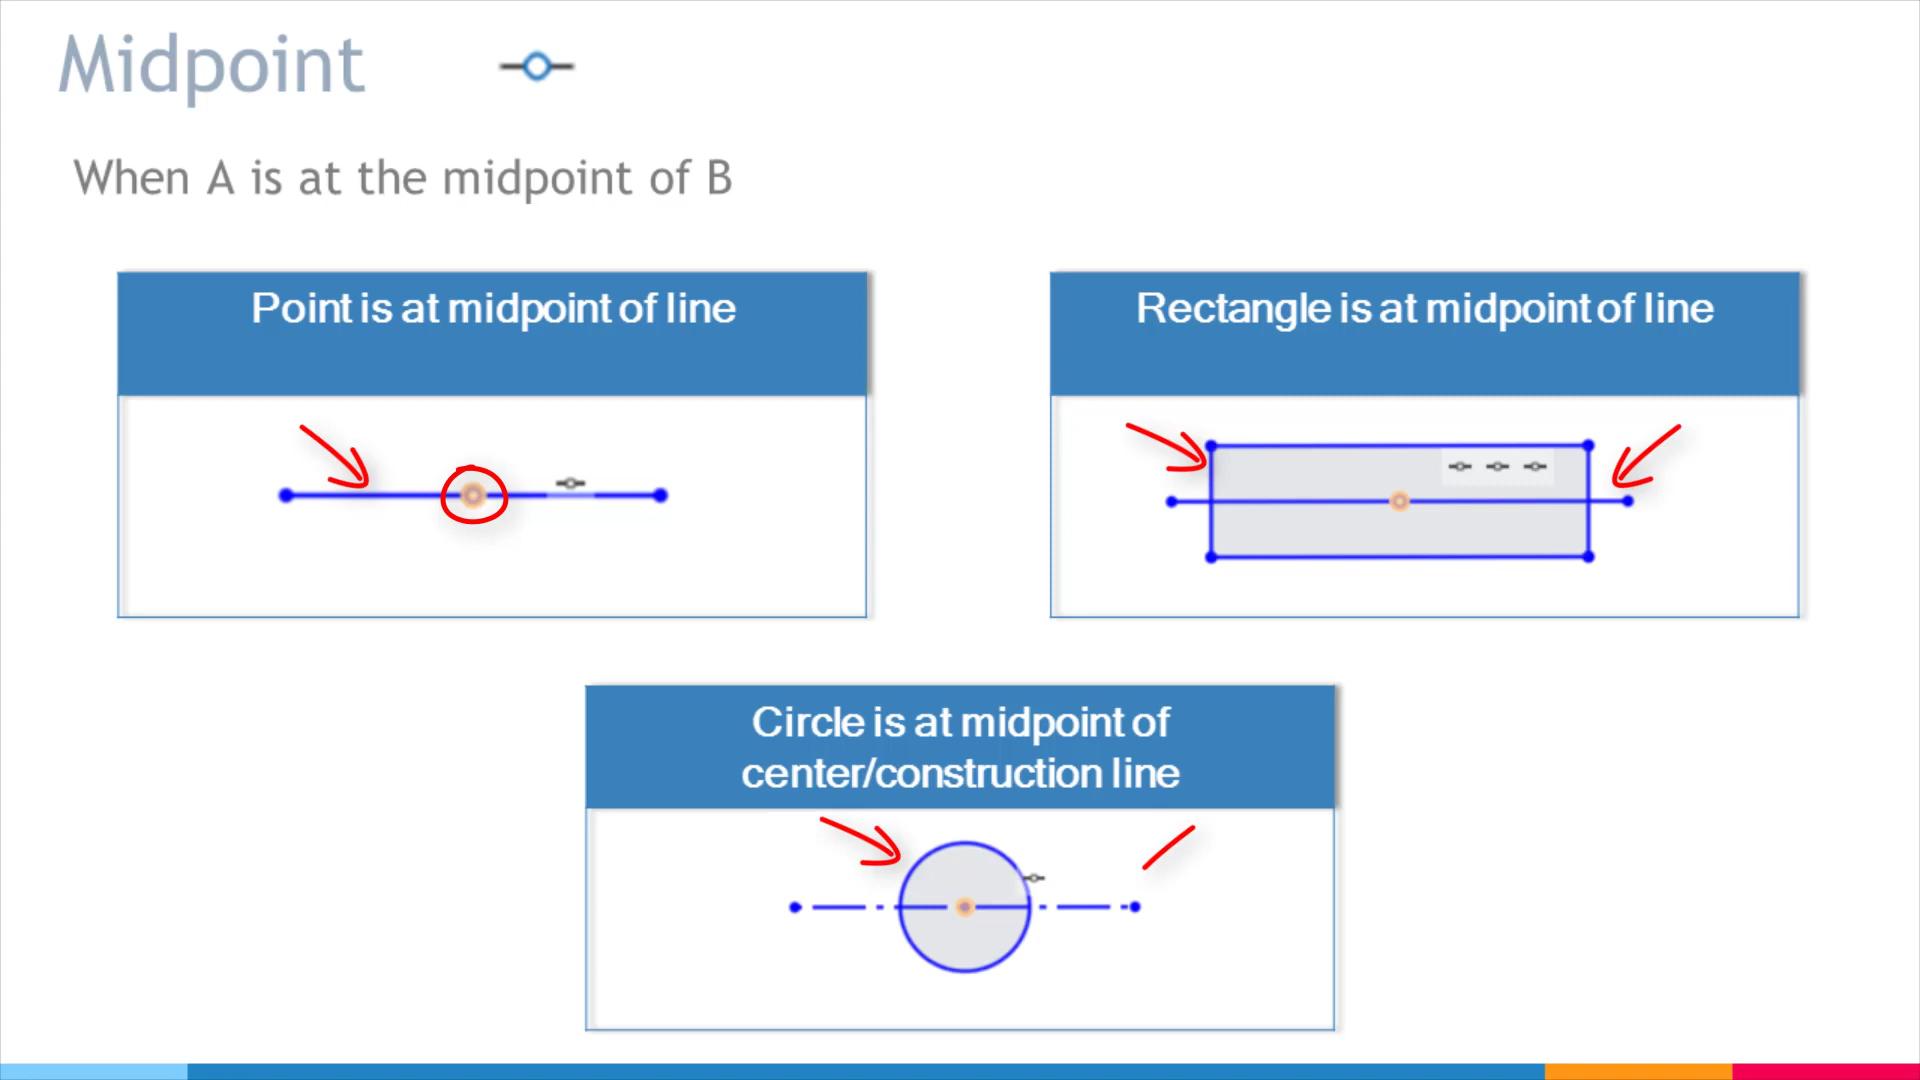 Midpoint
When A is at the midpoint of B
Point is at midpoint of line
Rectangle is at midpoint of line
Circle is at midpoint of
center/construction line